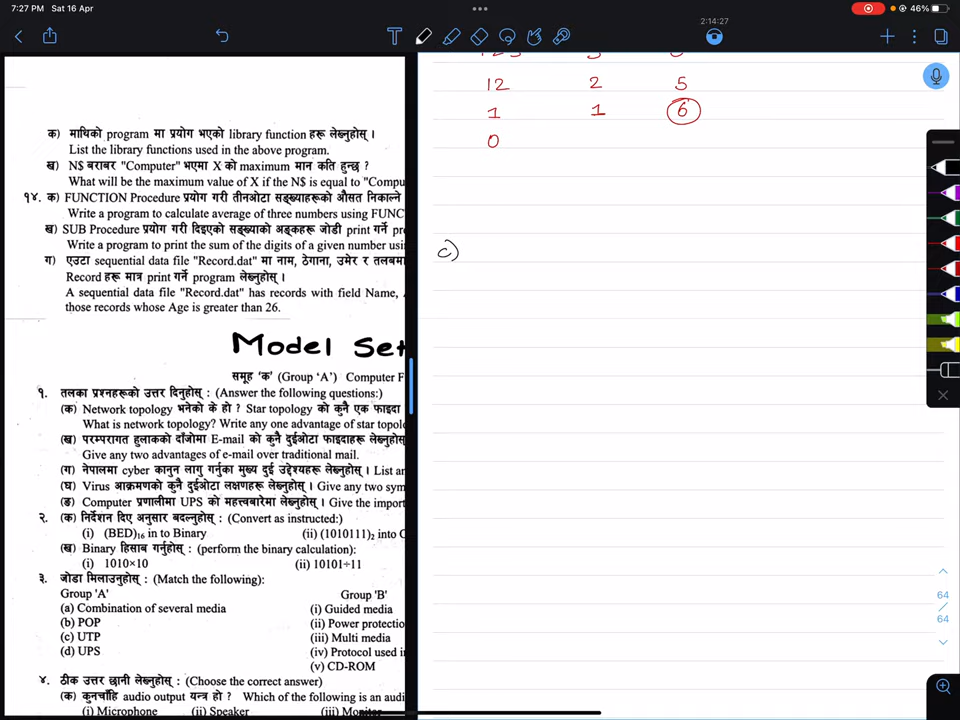 7:27 PM Sat 16 Apr
46%
2:14:27
T
क) माथिको program मा प्रयोग भएको library function हरू लेख्नुहोस् ।
List the library functions used in the above program.
ख) N$ बराबर "Computer" भएमा X को maximum मान कति हुन्छ ?
What will be the maximum value of X if the N$ is equal to "Compu
१४. क) FUNCTION Procedure प्रयोग गरी तीनओटा सङ्ख्याहरूको औसत निकाल्ने
Write a program to calculate average of three numbers using FUNC
ख) SUB Procedure प्रयोग गरी दिइएको सङ्ख्याको अङ्कहरू जोडी print गर्ने प्र
Write a program to print the sum of the digits of a given number usi
ग) एउटा sequential data file "Record.dat" मा नाम, ठेगाना, उमेर र तलबमा
Record हरू मात्र print गर्ने program लेख्नुहोस् ।
A sequential data file "Record.dat" has records with field Name, A
those records whose Age is greater than 26.
Model Set
समूह 'क' (Group 'A') Computer F
१. तलका प्रश्नहरूको उत्तर दिनुहोस् : (Answer the following questions:)
(क) Network topology भनेको के हो ? Star topology को कुनै एक फाइदा
What is network topology? Write any one advantage of star topol
(ख) परम्परागत हुलाकको दाँजोमा E-mail को कुनै दुईओटा फाइदाहरू लेख्नुहोस्
Give any two advantages of e-mail over traditional mail.
(ग) नेपालमा cyber कानुन लागु गर्नुका मुख्य दुई उद्देश्यहरू लेख्नुहोस् । List an
(घ) Virus आक्रमणको कुनै दुईओटा लक्षणहरू लेख्नुहोस् । Give any two sym
(ङ) Computer प्रणालीमा UPS को महत्त्वबारेमा लेख्नुहोस् । Give the import
२. (क) निर्देशन दिए अनुसार बदल्नुहोस् : (Convert as instructed:)
(i) (BED)₁₆ in to Binary (ii) (1010111)₂ into O
(ख) Binary हिसाब गर्नुहोस् : (perform the binary calculation):
(i) 1010×10 (ii) 10101÷11
३. जोडा मिलाउनुहोस् : (Match the following):
Group 'A' Group 'B'
(a) Combination of several media (i) Guided media
(b) POP (ii) Power protectio
(c) UTP (iii) Multi media
(d) UPS (iv) Protocol used i
(v) CD-ROM
४. ठीक उत्तर छानी लेख्नुहोस् : (Choose the correct answer)
(क) कुनचाँहि audio output यन्त्र हो ? Which of the following is an audi
(i) Microphone (ii) Speaker (iii) Monitor
12 2 5
1 1 6
0
c)
64
64